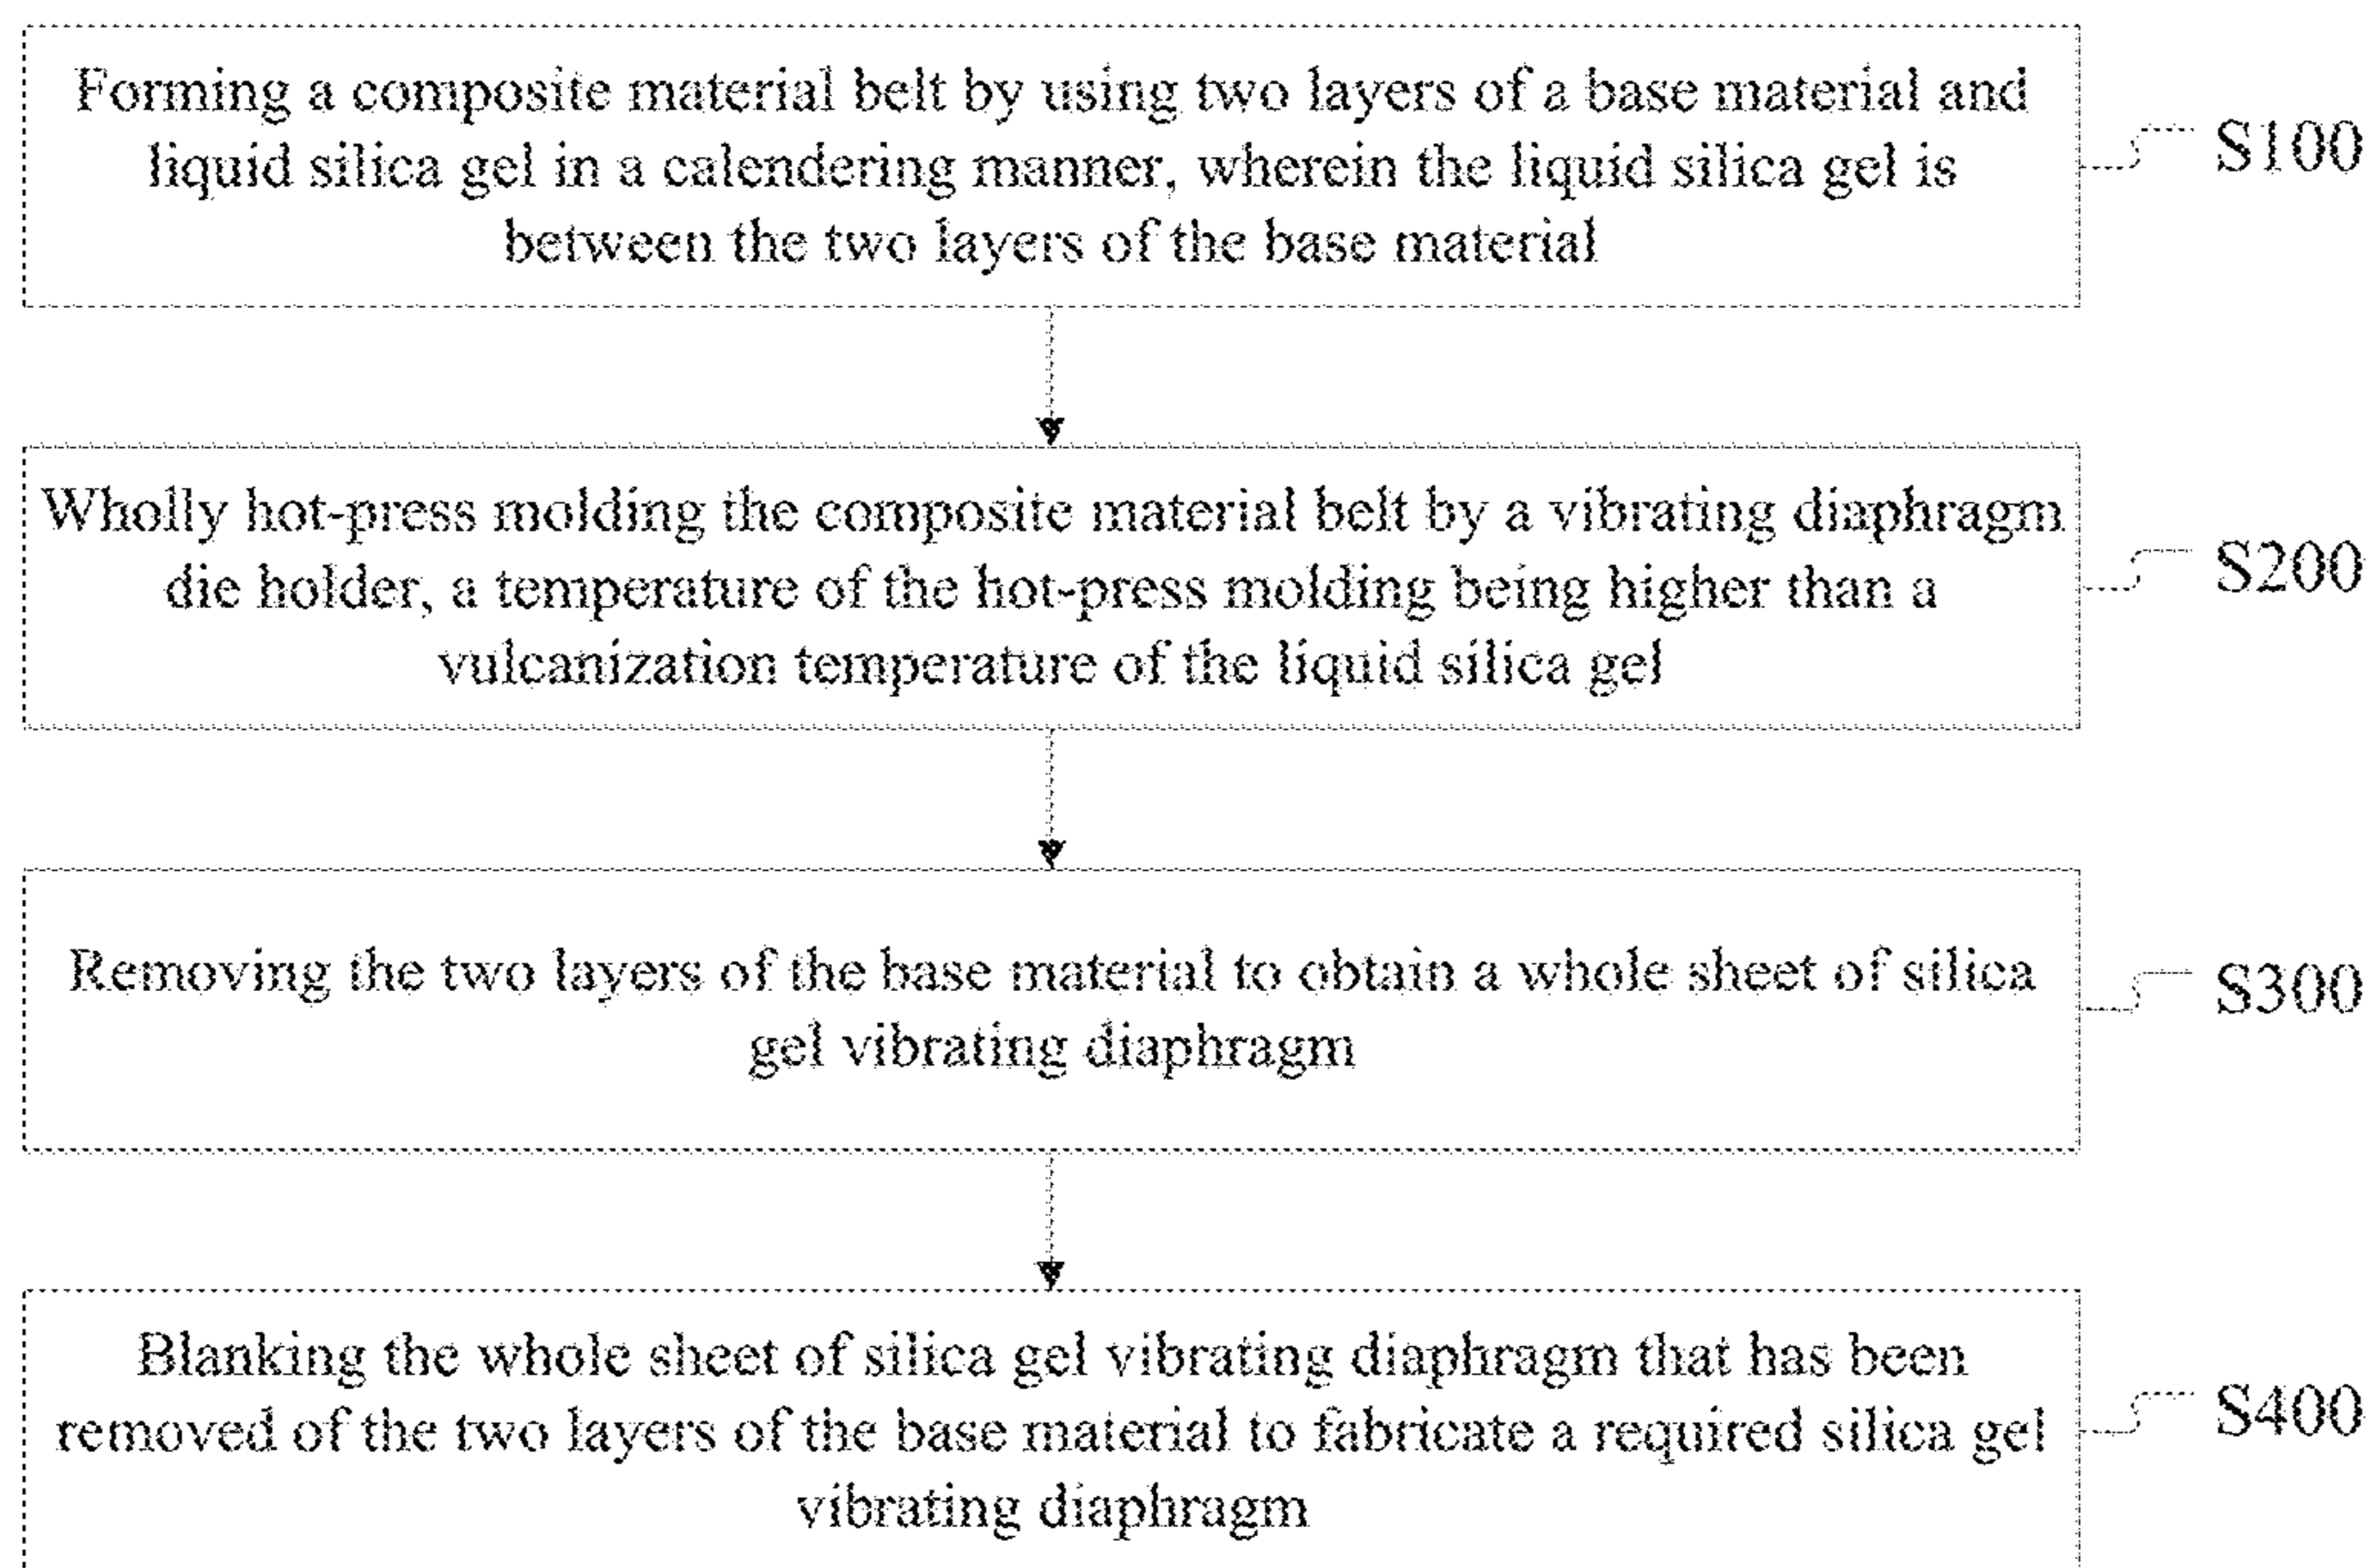 Forming a composite material belt by using two layers of a base material and
liquid silica gel in a calendering manner, wherein the liquid silica gel is
between the two layers of the base material
S100
Wholly hot-press molding the composite material belt by a vibrating diaphragm
die holder, a temperature of the hot-press molding being higher than a
vulcanization temperature of the liquid silica gel
S200
Removing the two layers of the base material to obtain a whole sheet of silica
gel vibrating diaphragm
S300
Blanking the whole sheet of silica gel vibrating diaphragm that has been
removed of the two layers of the base material to fabricate a required silica gel
vibrating diaphragm
S400